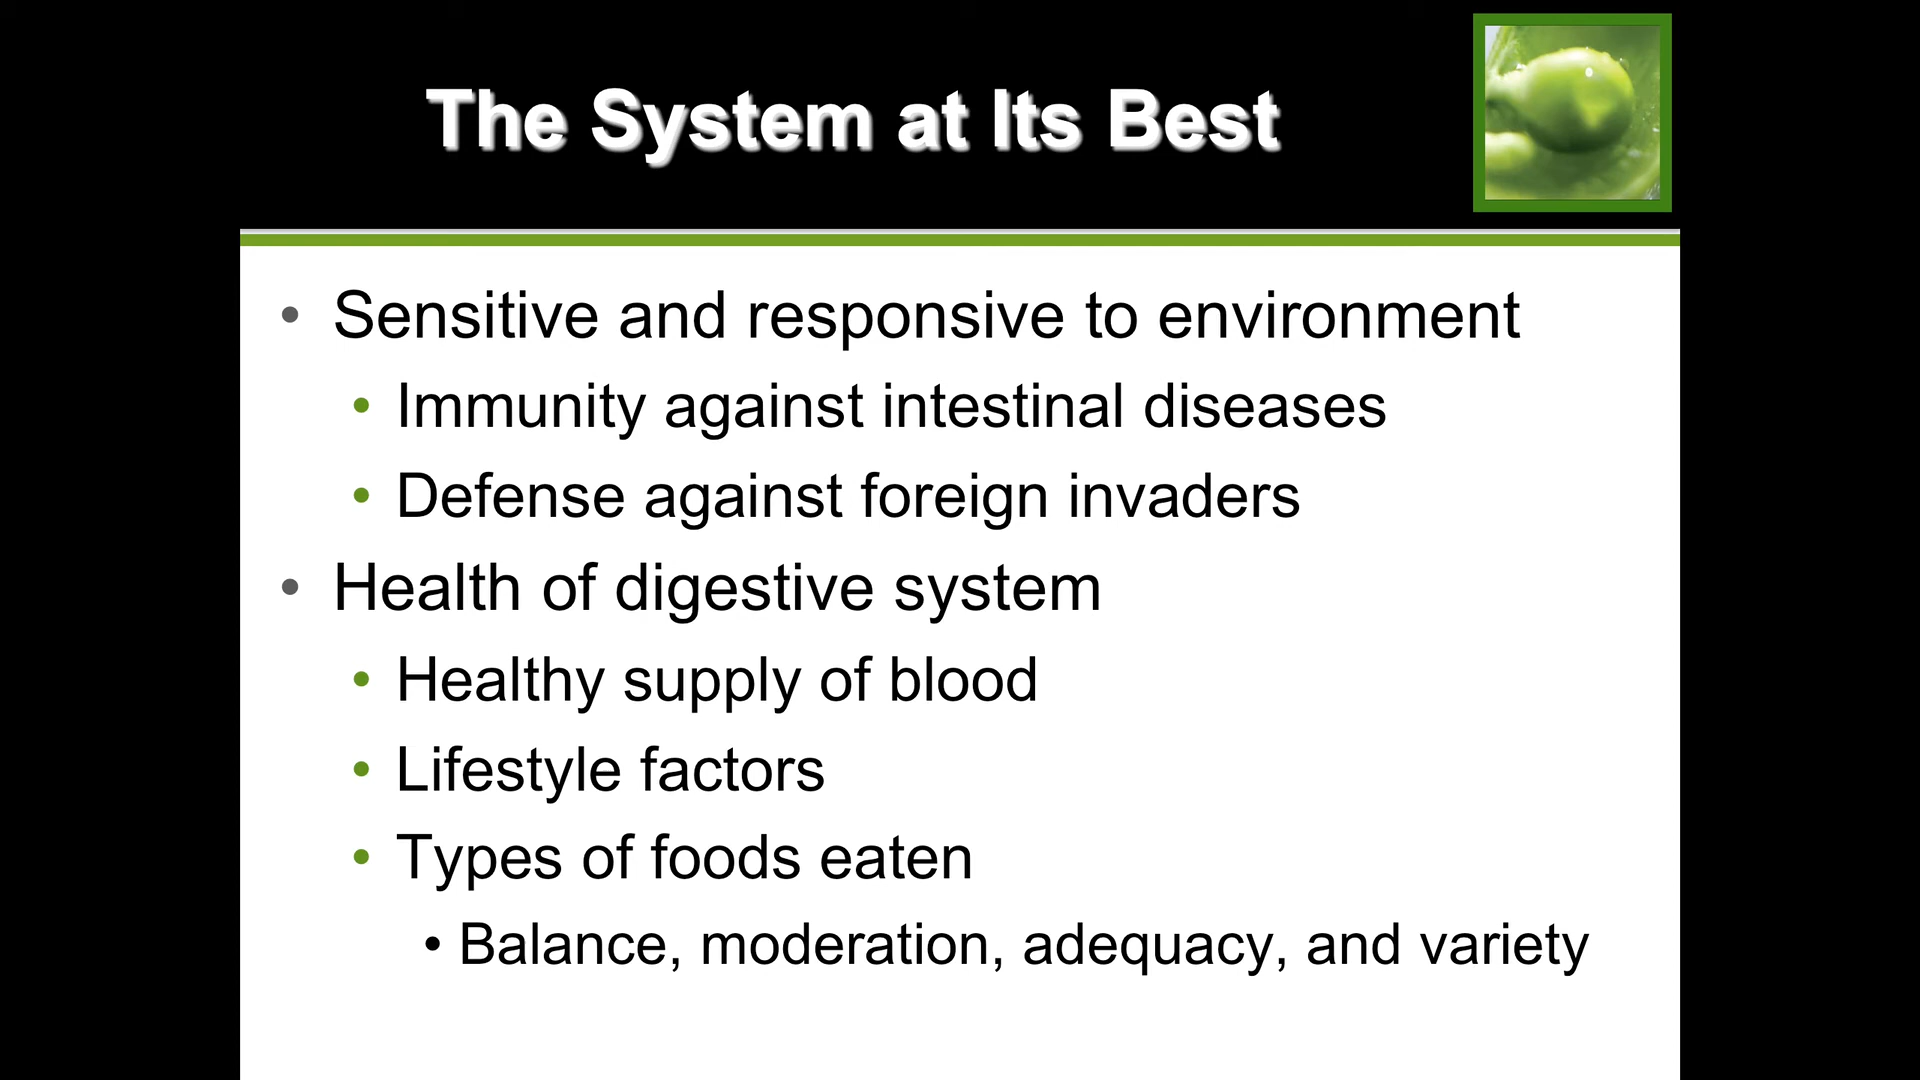 The System at Its Best
• Sensitive and responsive to environment
• Immunity against intestinal diseases
• Defense against foreign invaders
• Health of digestive system
• Healthy supply of blood
• Lifestyle factors
• Types of foods eaten
• Balance, moderation, adequacy, and variety